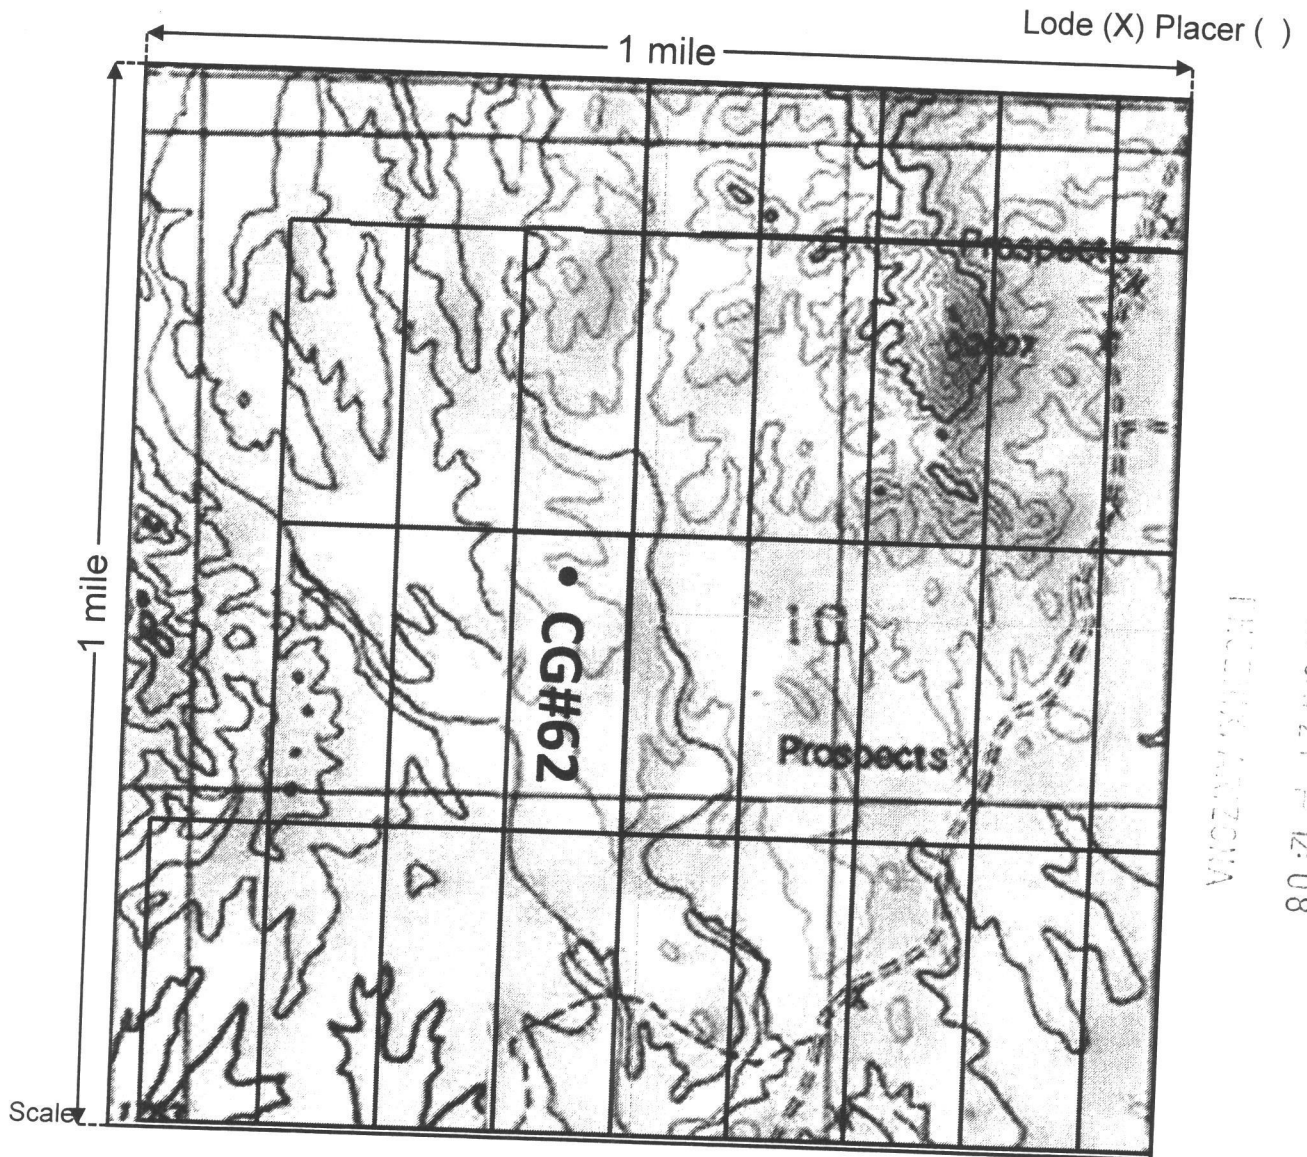 Lode (X) Placer ( )
1 mile
Prospects
1 mile
10
CG#62
Prospects
Scale